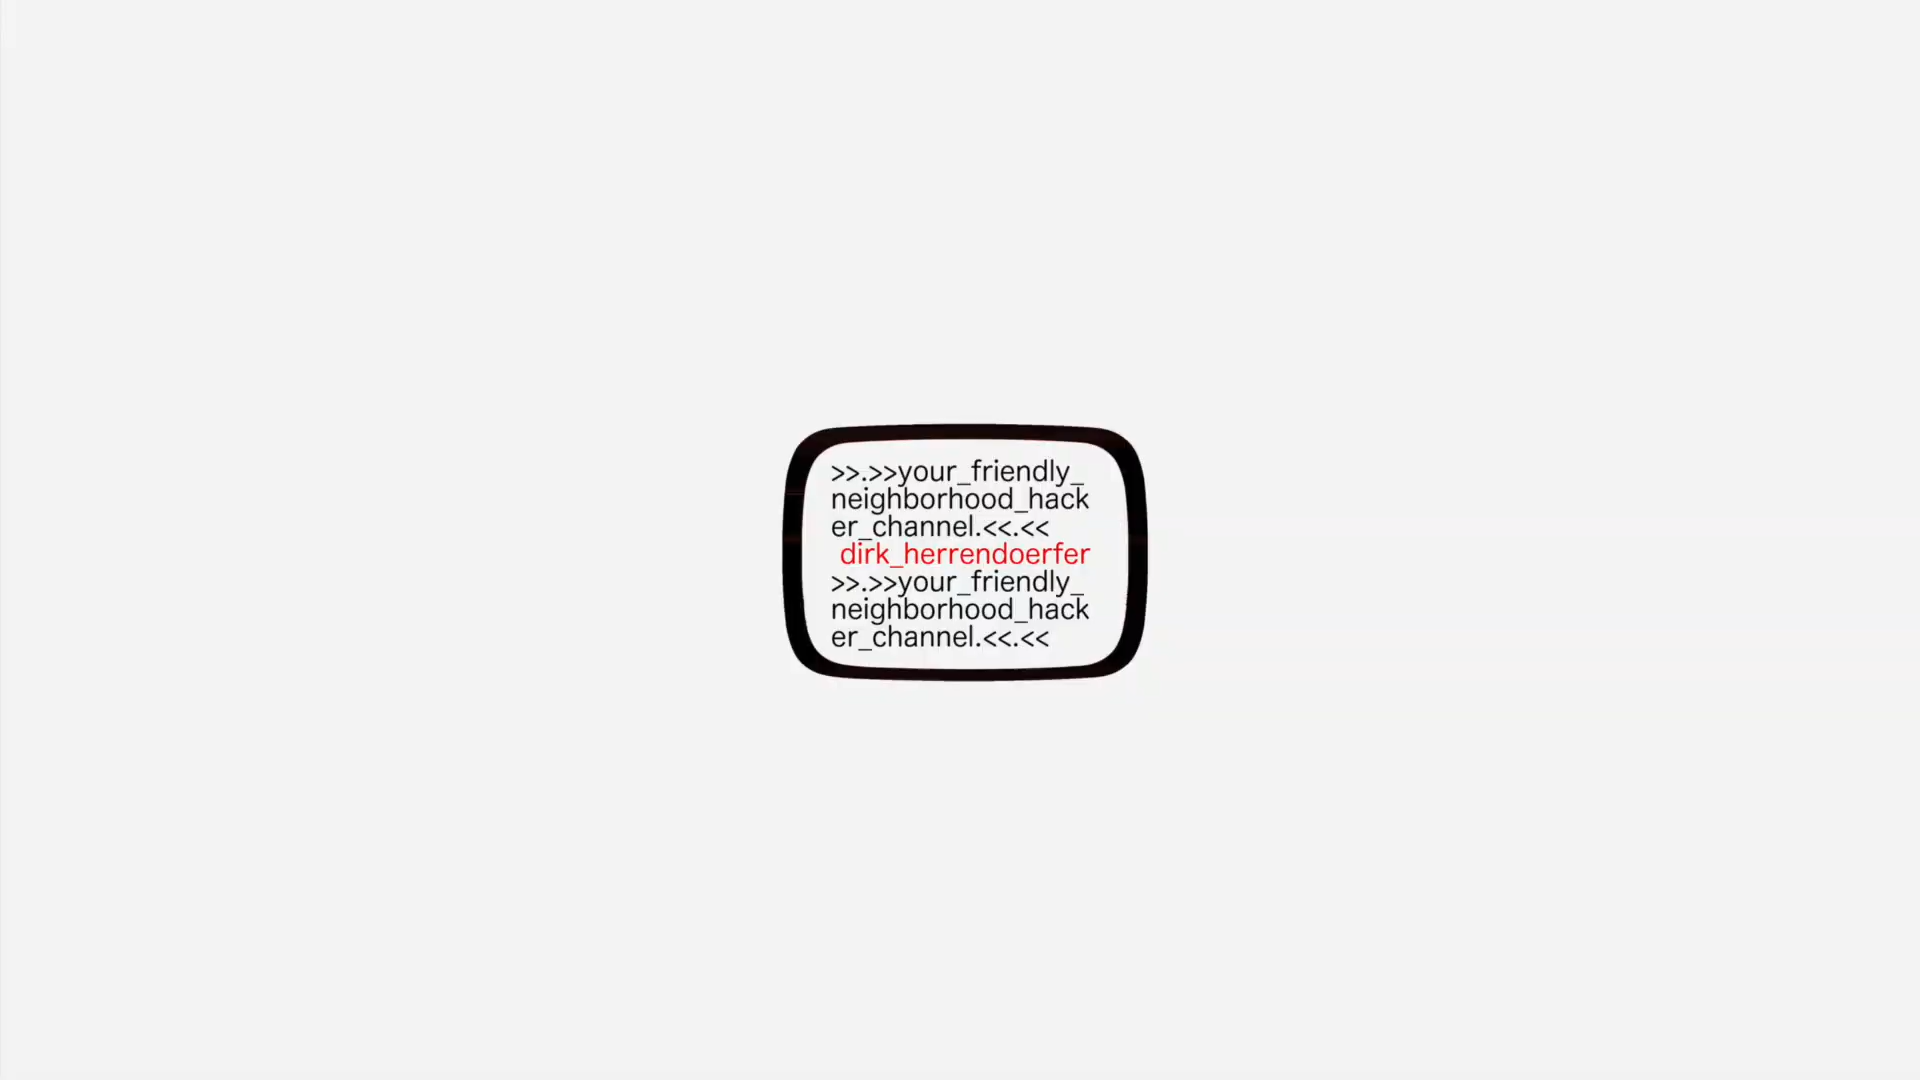 >>.>>your_friendly_
neighborhood_hack
er_channel.<<.<<
dirk_herrendoerfer
>>.>>your_friendly_
neighborhood_hack
er_channel.<<.<<